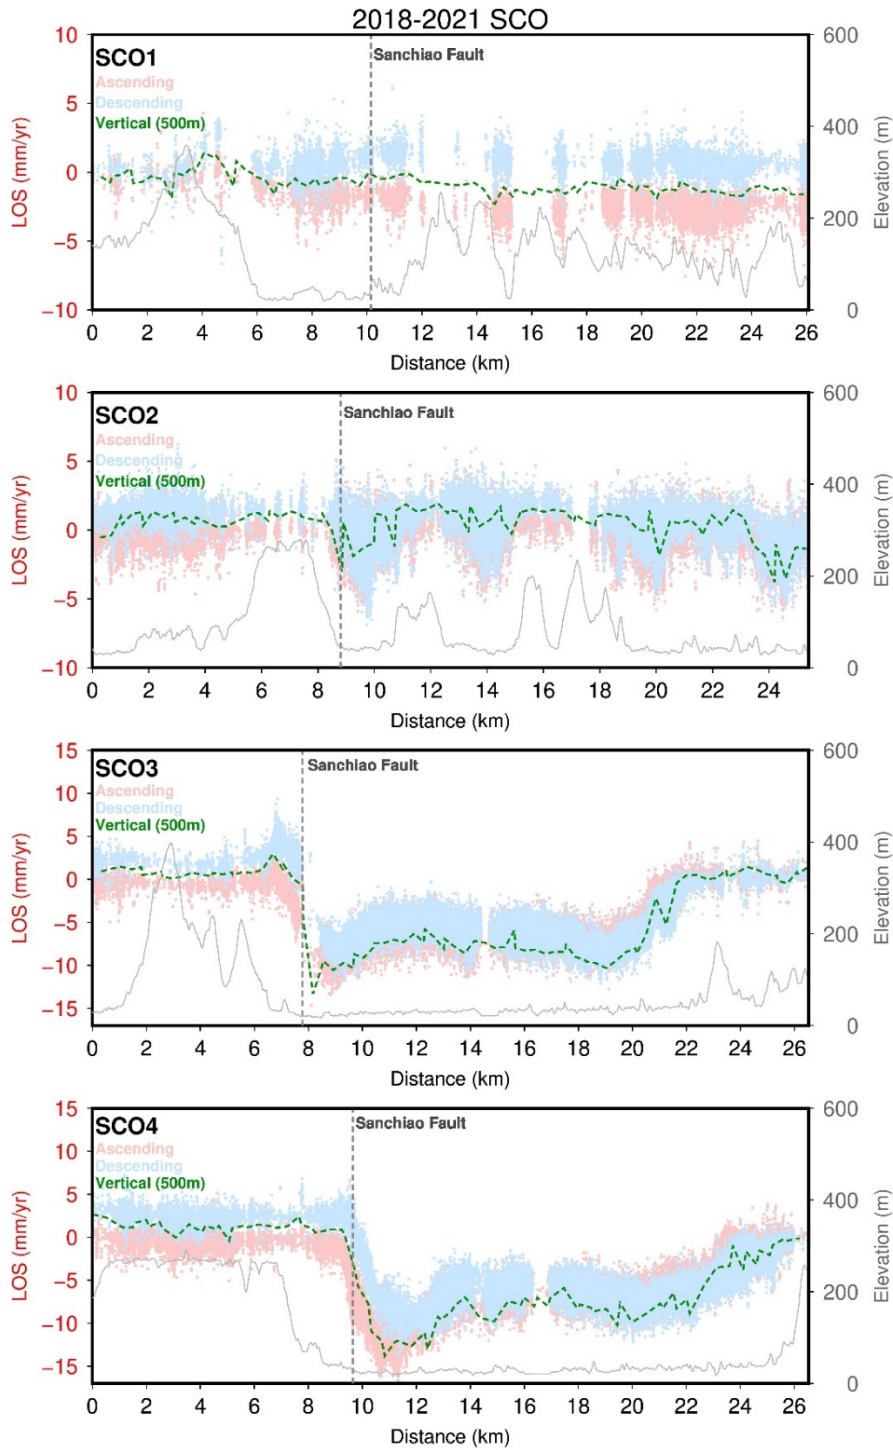 2018-2021 SCO
10
5
0
−5
−10
LOS (mm/yr)
SCO1
Ascending
Descending
Vertical (500m)
Sanchiao Fault
600
400
200
0
Elevation (m)
0 2 4 6 8 10 12 14 16 18 20 22 24 26
Distance (km)
10
5
0
−5
−10
LOS (mm/yr)
SCO2
Ascending
Descending
Vertical (500m)
Sanchiao Fault
600
400
200
0
Elevation (m)
0 2 4 6 8 10 12 14 16 18 20 22 24
Distance (km)
15
10
5
0
−5
−10
−15
LOS (mm/yr)
SCO3
Ascending
Descending
Vertical (500m)
Sanchiao Fault
600
400
200
0
Elevation (m)
0 2 4 6 8 10 12 14 16 18 20 22 24 26
Distance (km)
15
10
5
0
−5
−10
−15
LOS (mm/yr)
SCO4
Ascending
Descending
Vertical (500m)
Sanchiao Fault
600
400
200
0
Elevation (m)
0 2 4 6 8 10 12 14 16 18 20 22 24 26
Distance (km)